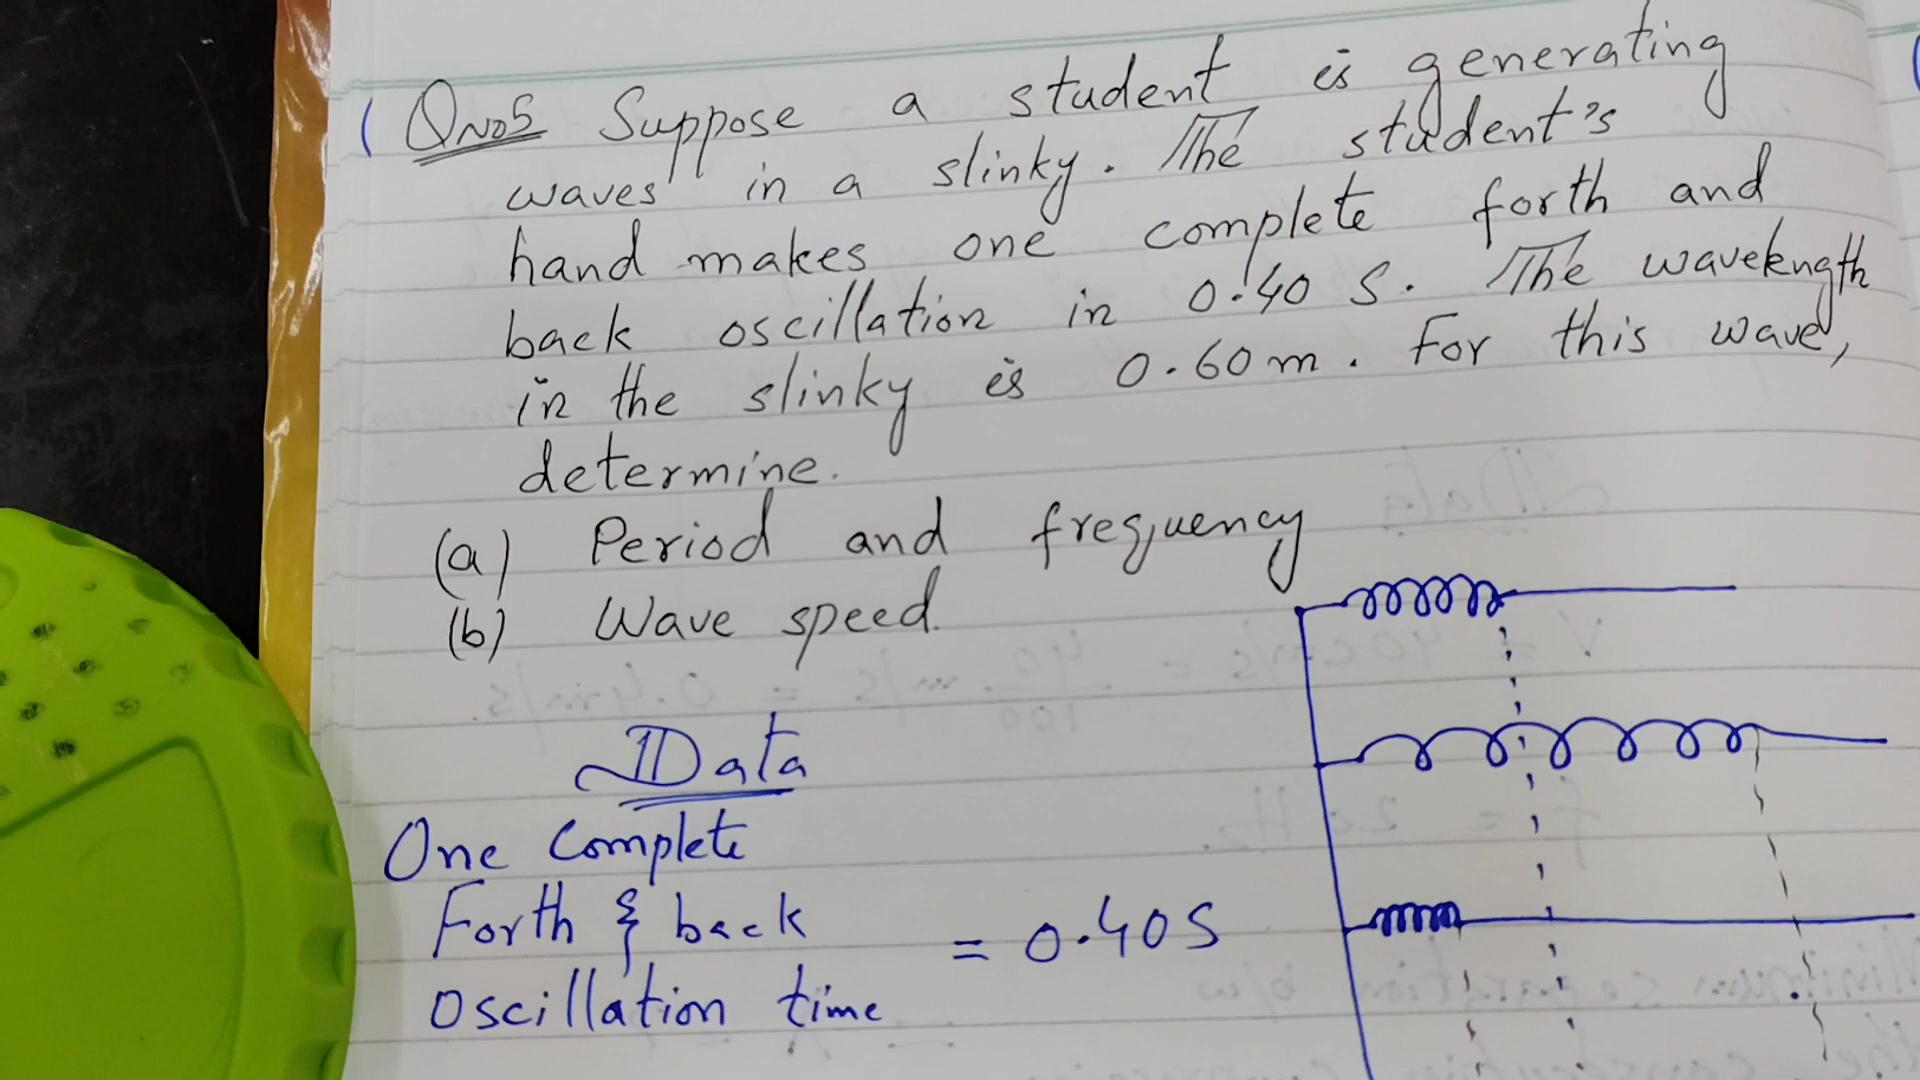 ( QNo5 Suppose a student is generating
waves in a slinky. The student's
hand makes one complete forth and
back oscillation in 0.40 S. The wavelength
in the slinky is 0.60m. For this wave,
determine.
(a) Period and frequency
(b) Wave speed.
Data
One Complete
Forth & back = 0.40S
Oscillation time